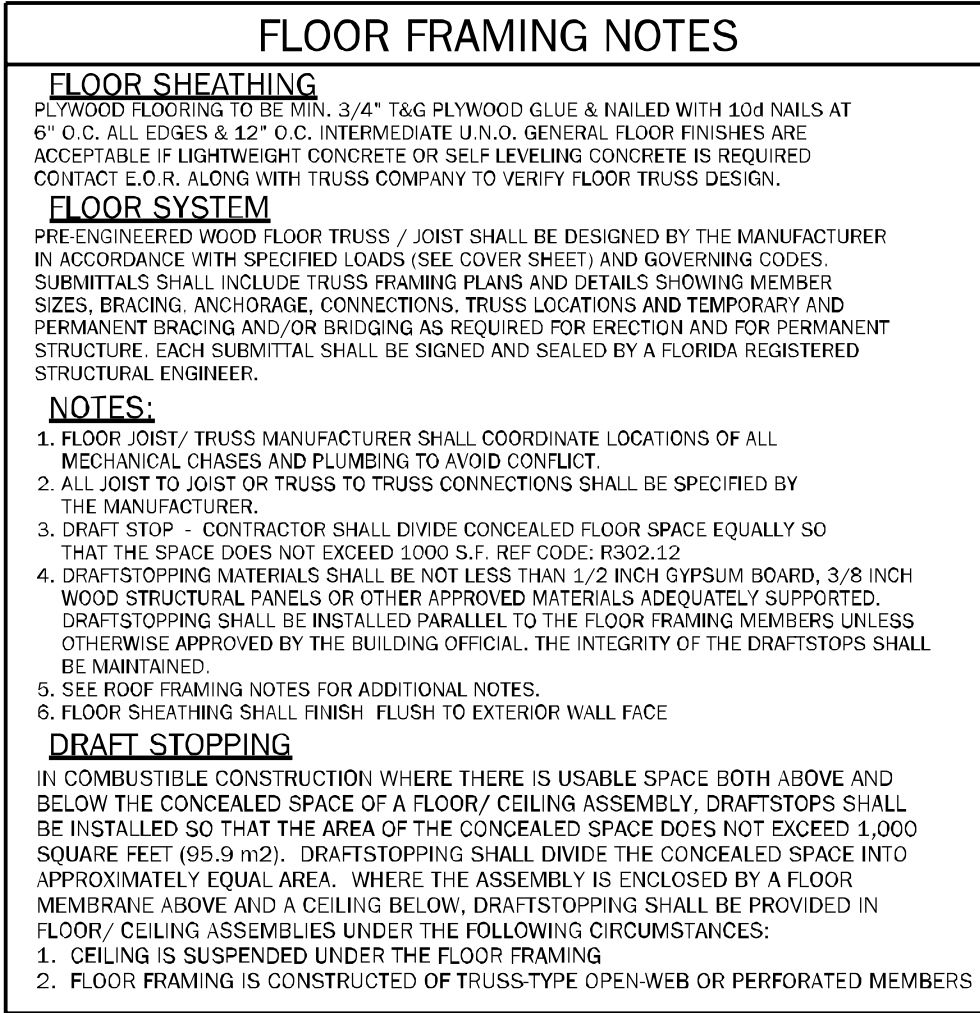 FLOOR FRAMING NOTES
FLOOR SHEATHING
PLYWOOD FLOORING TO BE MIN. 3/4" T&G PLYWOOD GLUE & NAILED WITH 10d NAILS AT
6" O.C. ALL EDGES & 12" O.C. INTERMEDIATE U.N.O. GENERAL FLOOR FINISHES ARE
ACCEPTABLE IF LIGHTWEIGHT CONCRETE OR SELF LEVELING CONCRETE IS REQUIRED
CONTACT E.O.R. ALONG WITH TRUSS COMPANY TO VERIFY FLOOR TRUSS DESIGN.
FLOOR SYSTEM
PRE-ENGINEERED WOOD FLOOR TRUSS / JOIST SHALL BE DESIGNED BY THE MANUFACTURER
IN ACCORDANCE WITH SPECIFIED LOADS (SEE COVER SHEET) AND GOVERNING CODES.
SUBMITTALS SHALL INCLUDE TRUSS FRAMING PLANS AND DETAILS SHOWING MEMBER
SIZES, BRACING, ANCHORAGE, CONNECTIONS, TRUSS LOCATIONS AND TEMPORARY AND
PERMANENT BRACING AND/OR BRIDGING AS REQUIRED FOR ERECTION AND FOR PERMANENT
STRUCTURE. EACH SUBMITTAL SHALL BE SIGNED AND SEALED BY A FLORIDA REGISTERED
STRUCTURAL ENGINEER.
NOTES:
1. FLOOR JOIST/ TRUSS MANUFACTURER SHALL COORDINATE LOCATIONS OF ALL
MECHANICAL CHASES AND PLUMBING TO AVOID CONFLICT.
2. ALL JOIST TO JOIST OR TRUSS TO TRUSS CONNECTIONS SHALL BE SPECIFIED BY
THE MANUFACTURER.
3. DRAFT STOP - CONTRACTOR SHALL DIVIDE CONCEALED FLOOR SPACE EQUALLY SO
THAT THE SPACE DOES NOT EXCEED 1000 S.F. REF CODE: R302.12
4. DRAFTSTOPPING MATERIALS SHALL BE NOT LESS THAN 1/2 INCH GYPSUM BOARD, 3/8 INCH
WOOD STRUCTURAL PANELS OR OTHER APPROVED MATERIALS ADEQUATELY SUPPORTED.
DRAFTSTOPPING SHALL BE INSTALLED PARALLEL TO THE FLOOR FRAMING MEMBERS UNLESS
OTHERWISE APPROVED BY THE BUILDING OFFICIAL. THE INTEGRITY OF THE DRAFTSTOPS SHALL
BE MAINTAINED.
5. SEE ROOF FRAMING NOTES FOR ADDITIONAL NOTES.
6. FLOOR SHEATHING SHALL FINISH FLUSH TO EXTERIOR WALL FACE
DRAFT STOPPING
IN COMBUSTIBLE CONSTRUCTION WHERE THERE IS USABLE SPACE BOTH ABOVE AND
BELOW THE CONCEALED SPACE OF A FLOOR/ CEILING ASSEMBLY, DRAFTSTOPS SHALL
BE INSTALLED SO THAT THE AREA OF THE CONCEALED SPACE DOES NOT EXCEED 1,000
SQUARE FEET (95.9 m2). DRAFTSTOPPING SHALL DIVIDE THE CONCEALED SPACE INTO
APPROXIMATELY EQUAL AREA. WHERE THE ASSEMBLY IS ENCLOSED BY A FLOOR
MEMBRANE ABOVE AND A CEILING BELOW, DRAFTSTOPPING SHALL BE PROVIDED IN
FLOOR/ CEILING ASSEMBLIES UNDER THE FOLLOWING CIRCUMSTANCES:
1. CEILING IS SUSPENDED UNDER THE FLOOR FRAMING
2. FLOOR FRAMING IS CONSTRUCTED OF TRUSS-TYPE OPEN-WEB OR PERFORATED MEMBERS